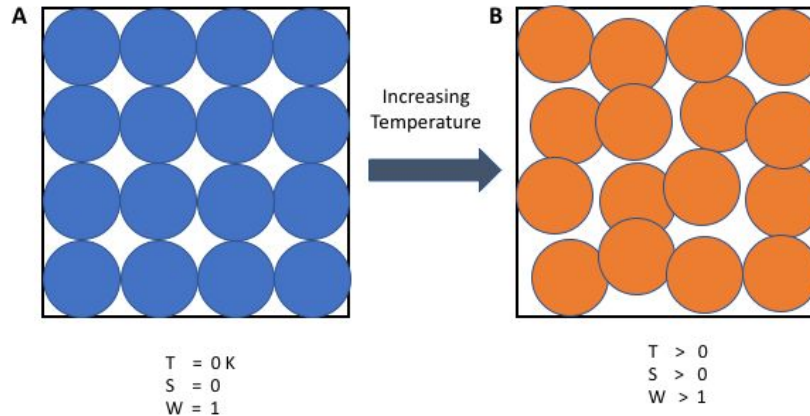 A
B
Increasing
Temperature
T = 0 K
S = 0
W = 1
T > 0
S > 0
W > 1